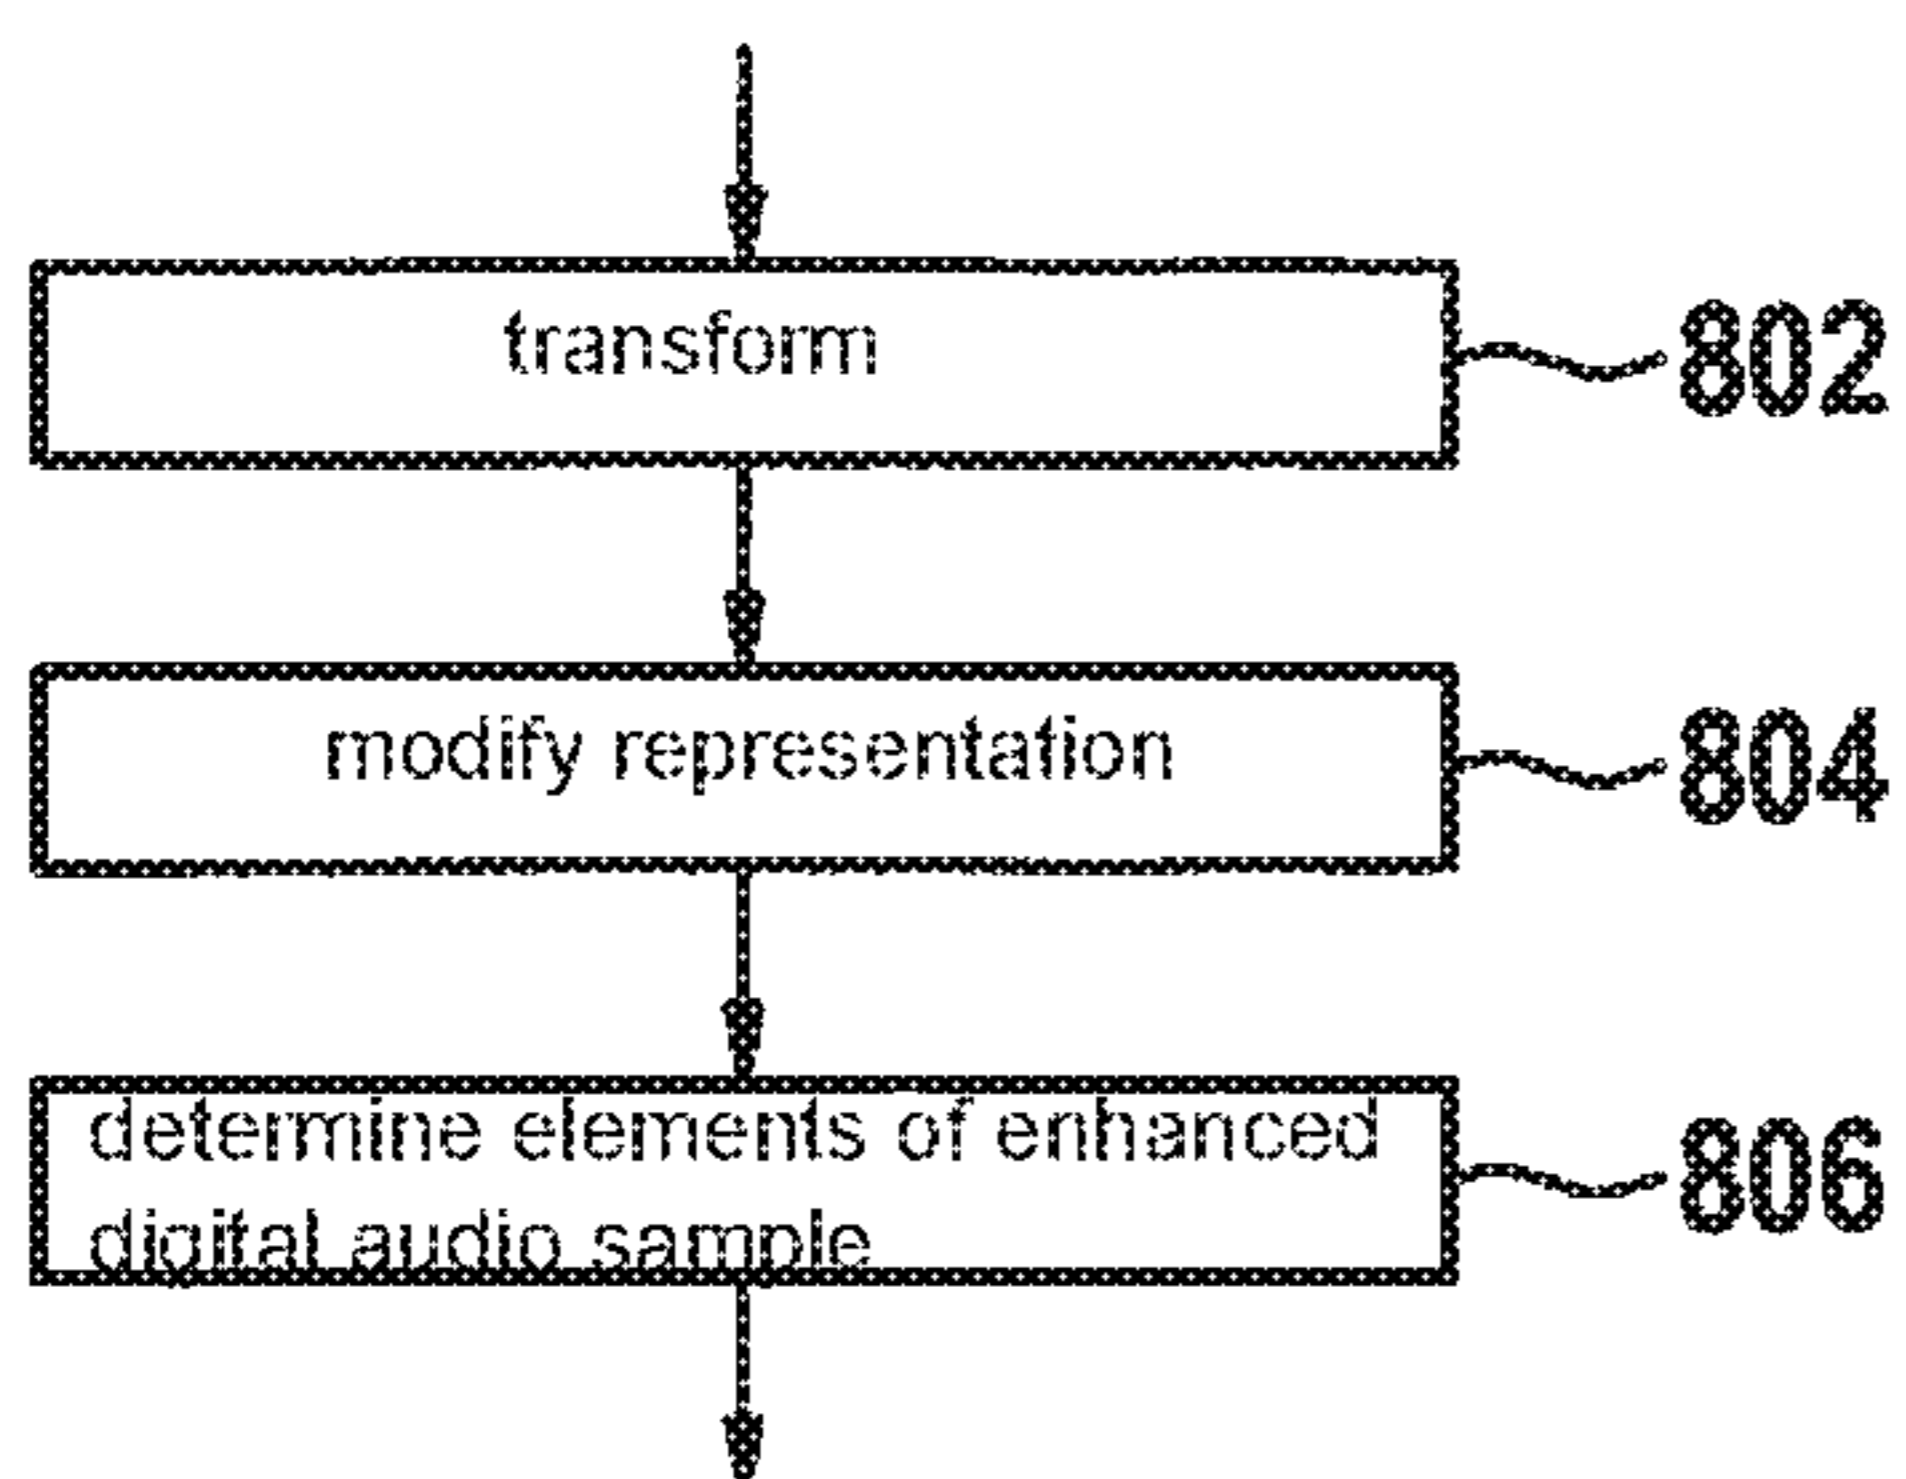 transform
802
modify representation
804
determine elements of enhanced
digital audio sample
806